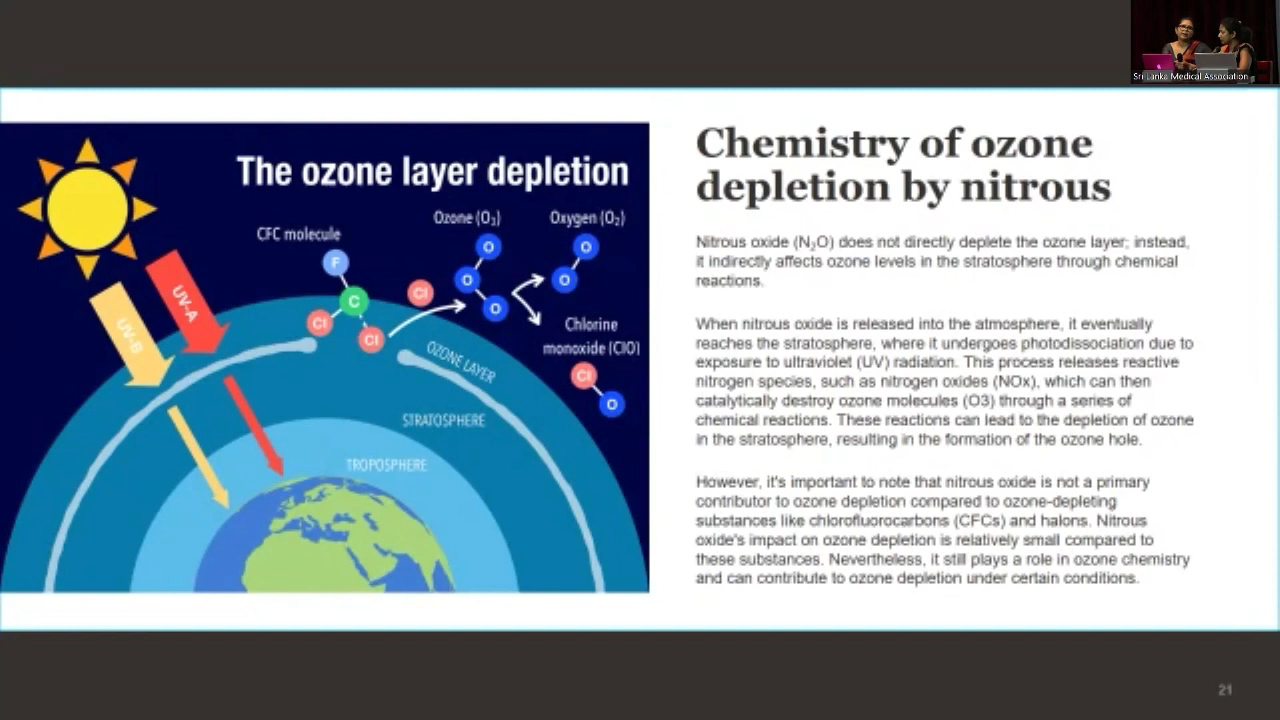 Sri Lanka Medical Association
The ozone layer depletion
Ozone (O₃)
Oxygen (O₂)
CFC molecule
F
C
Cl
Cl
Cl
O
O
O
O
O
Chlorine
monoxide (ClO)
Cl
O
UV-A
UV-B
OZONE LAYER
STRATOSPHERE
TROPOSPHERE
Chemistry of ozone
depletion by nitrous
Nitrous oxide (N₂O) does not directly deplete the ozone layer; instead,
it indirectly affects ozone levels in the stratosphere through chemical
reactions.
When nitrous oxide is released into the atmosphere, it eventually
reaches the stratosphere, where it undergoes photodissociation due to
exposure to ultraviolet (UV) radiation. This process releases reactive
nitrogen species, such as nitrogen oxides (NOx), which can then
catalytically destroy ozone molecules (O3) through a series of
chemical reactions. These reactions can lead to the depletion of ozone
in the stratosphere, resulting in the formation of the ozone hole.
However, it's important to note that nitrous oxide is not a primary
contributor to ozone depletion compared to ozone-depleting
substances like chlorofluorocarbons (CFCs) and halons. Nitrous
oxide's impact on ozone depletion is relatively small compared to
these substances. Nevertheless, it still plays a role in ozone chemistry
and can contribute to ozone depletion under certain conditions.
21